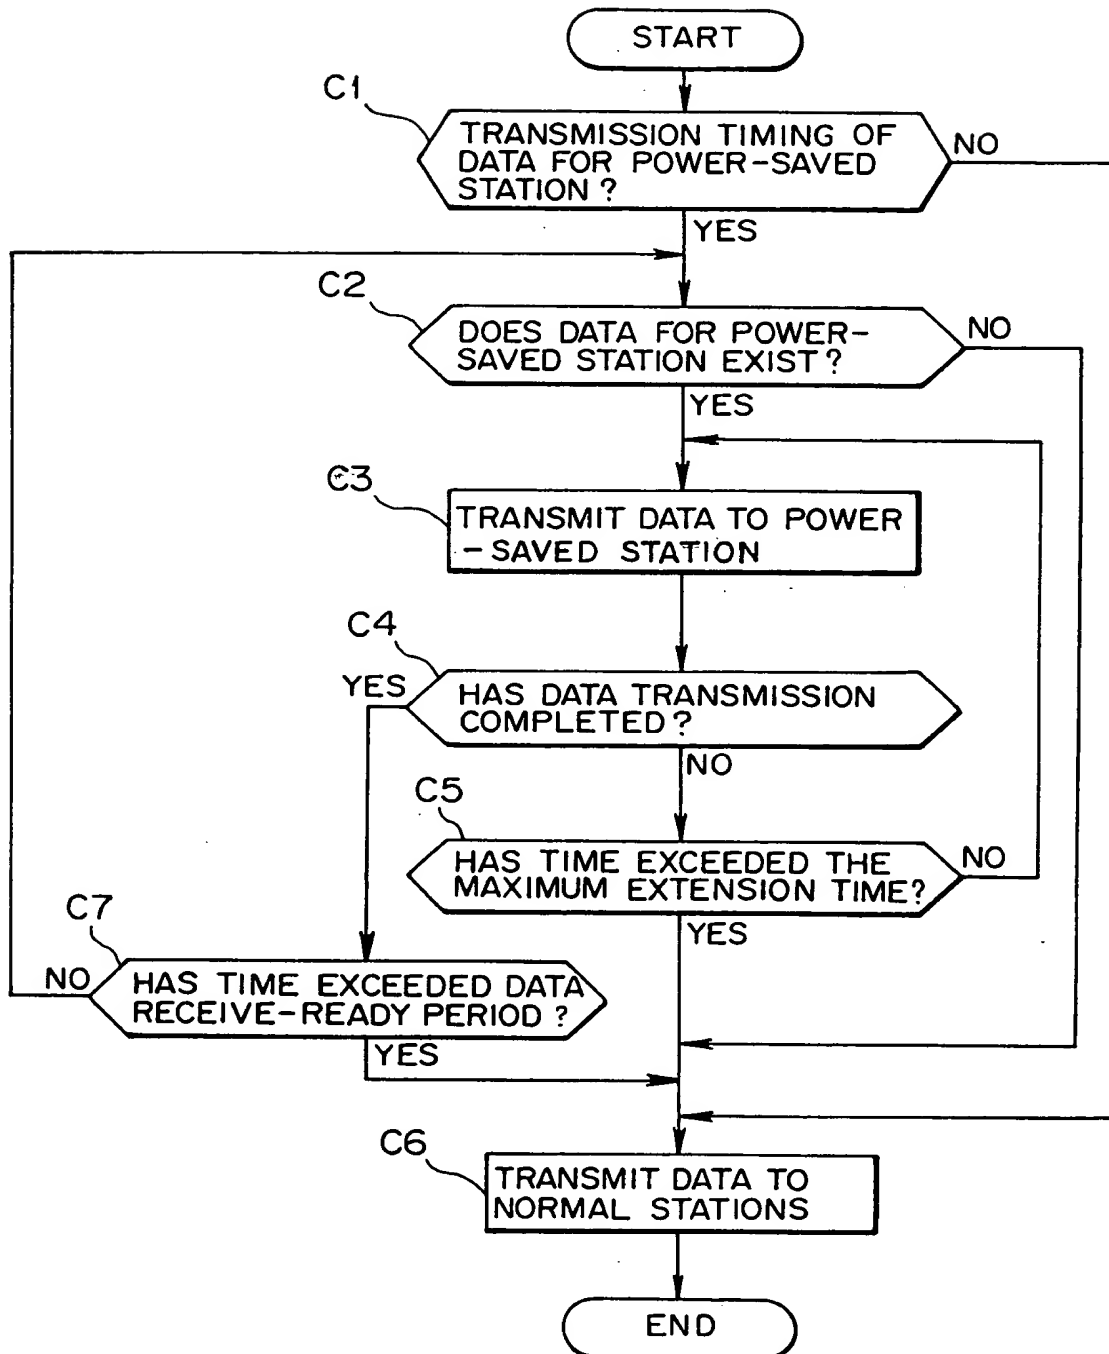 START
C1
TRANSMISSION TIMING OF
DATA FOR POWER-SAVED
STATION?
NO
YES
C2
DOES DATA FOR POWER-
SAVED STATION EXIST?
NO
YES
C3
TRANSMIT DATA TO POWER
-SAVED STATION
C4
YES
HAS DATA TRANSMISSION
COMPLETED?
NO
C5
HAS TIME EXCEEDED THE
MAXIMUM EXTENSION TIME?
NO
YES
C7
NO
HAS TIME EXCEEDED DATA
RECEIVE-READY PERIOD?
YES
C6
TRANSMIT DATA TO
NORMAL STATIONS
END